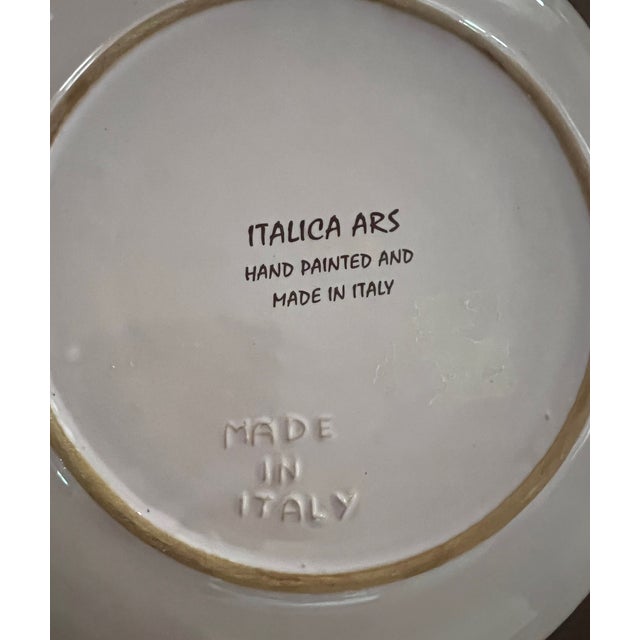 ITALICA ARS
HAND PAINTED AND
MADE IN ITALY
MADE
IN
ITALY